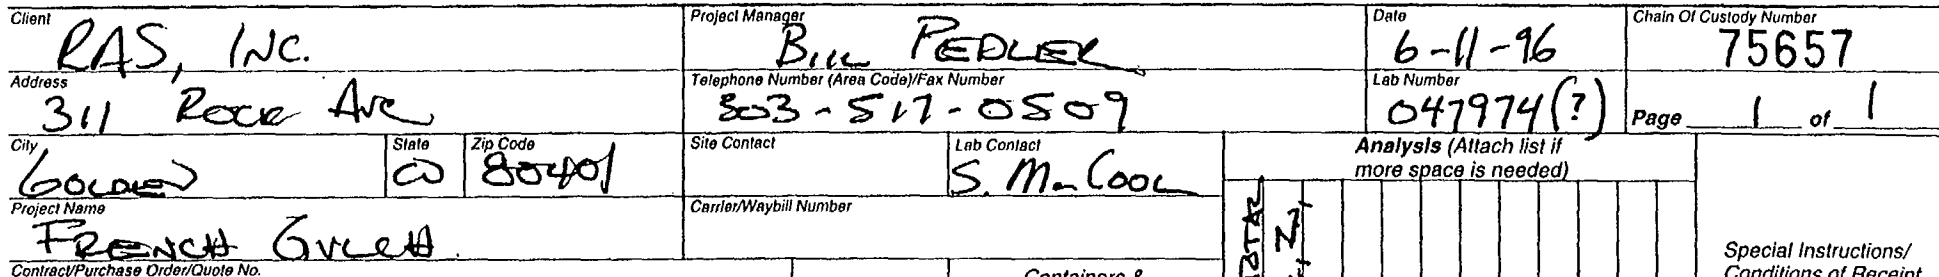 Client Project Manager Date Chain Of Custody Number
RAS, INC. BILL PEDLER 6-11-96 75657
Address Telephone Number (Area Code)/Fax Number Lab Number
311 ROCK AVE 303-517-0509 047974(?) Page 1 of 1
City State Zip Code Site Contact Lab Contact Analysis (Attach list if
more space is needed)
GOLDEN CO 80401 S. MacCool
Project Name Carrier/Waybill Number
FRENCH GULCH
TOTAL
Zn,
Special Instructions/
Contract/Purchase Order/Quote No. Containers & Conditions of Receipt